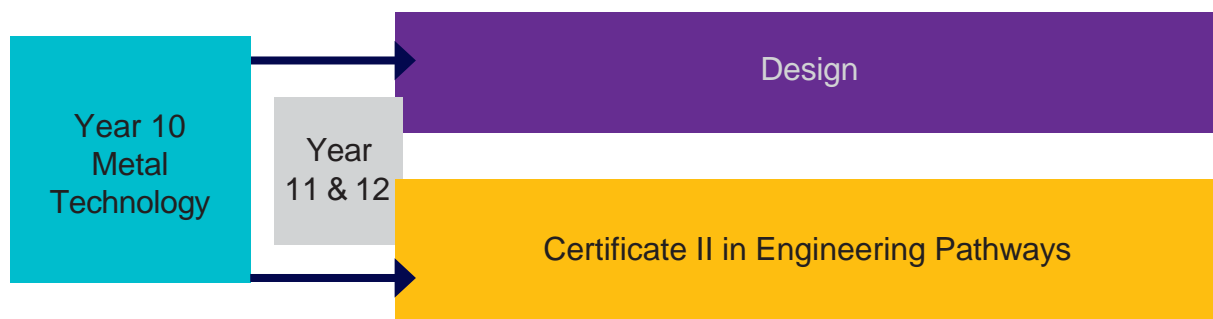 Year 10
Metal
Technology
Year
11 & 12
Design
Certificate II in Engineering Pathways